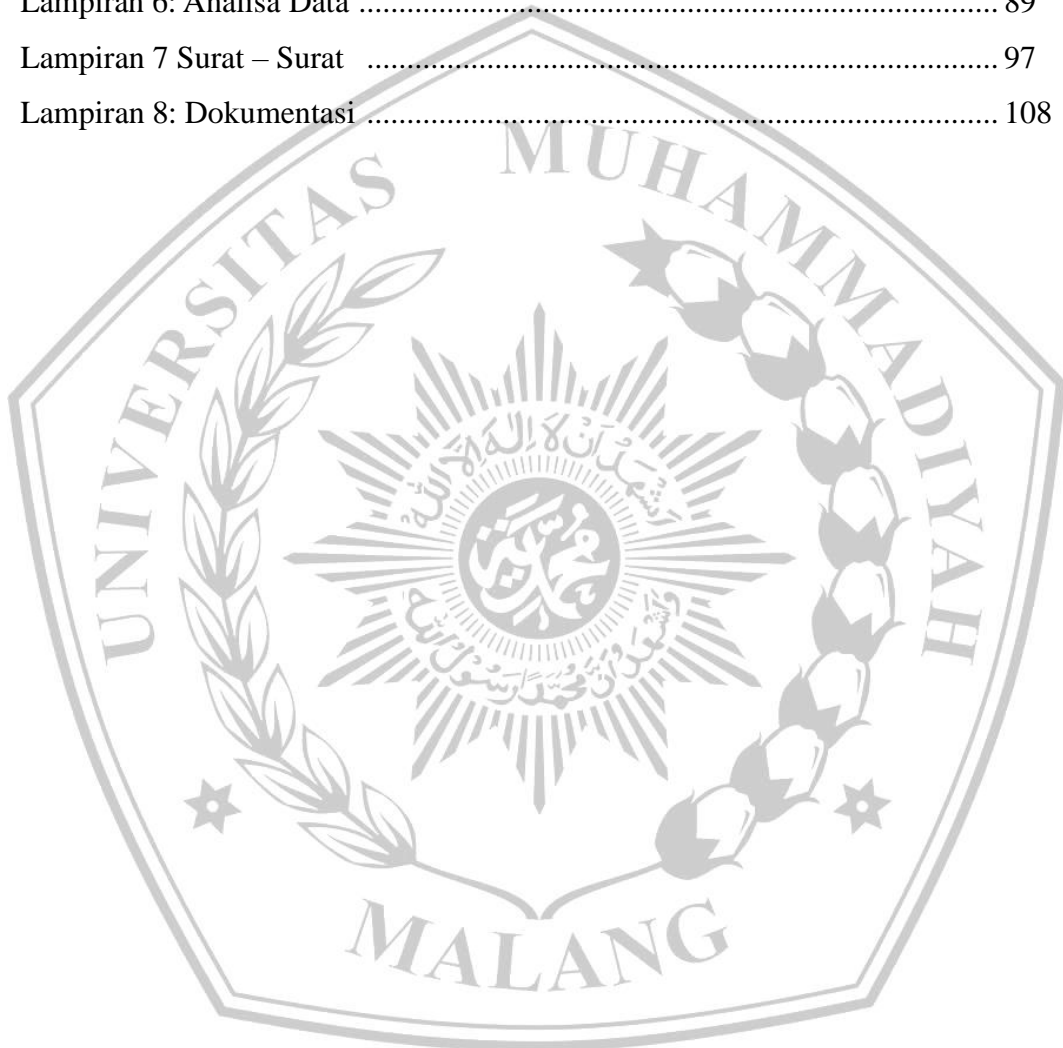 Lampiran 6: Analisa Data ................................................................................ 89
Lampiran 7 Surat – Surat ............................................................................... 97
Lampiran 8: Dokumentasi ............................................................................... 108
UNIVERSITAS MUHAMMADIYAH
MALANG